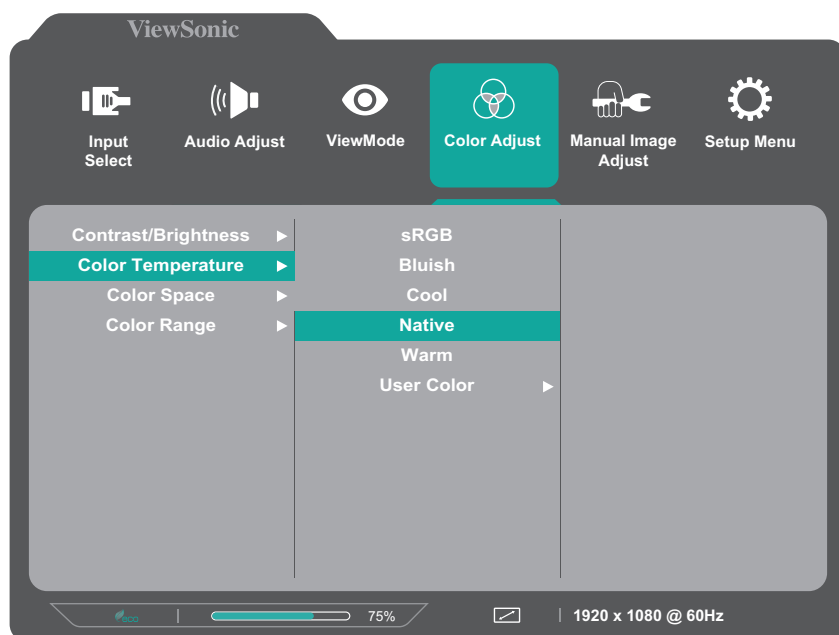 ViewSonic
Input
Select
Audio Adjust
ViewMode
Color Adjust
Manual Image
Adjust
Setup Menu
Contrast/Brightness
Color Temperature
Color Space
Color Range
sRGB
Bluish
Cool
Native
Warm
User Color
eco
75%
1920 x 1080 @ 60Hz